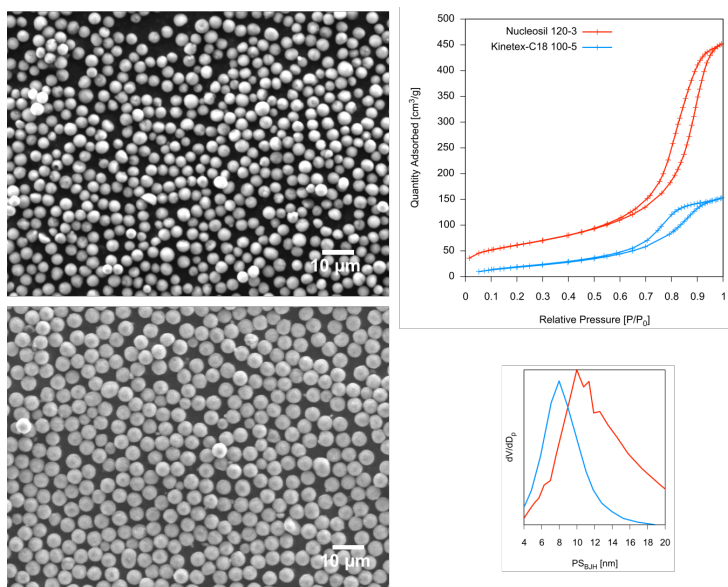 10 µm
10 µm
Nucleosil 120-3
Kinetex-C18 100-5
Quantity Adsorbed [cm³/g]
500
450
400
350
300
250
200
150
100
50
0
0 0.1 0.2 0.3 0.4 0.5 0.6 0.7 0.8 0.9 1
Relative Pressure [P/P₀]
dV/dDₚ
4 6 8 10 12 14 16 18 20
PS_BJH [nm]